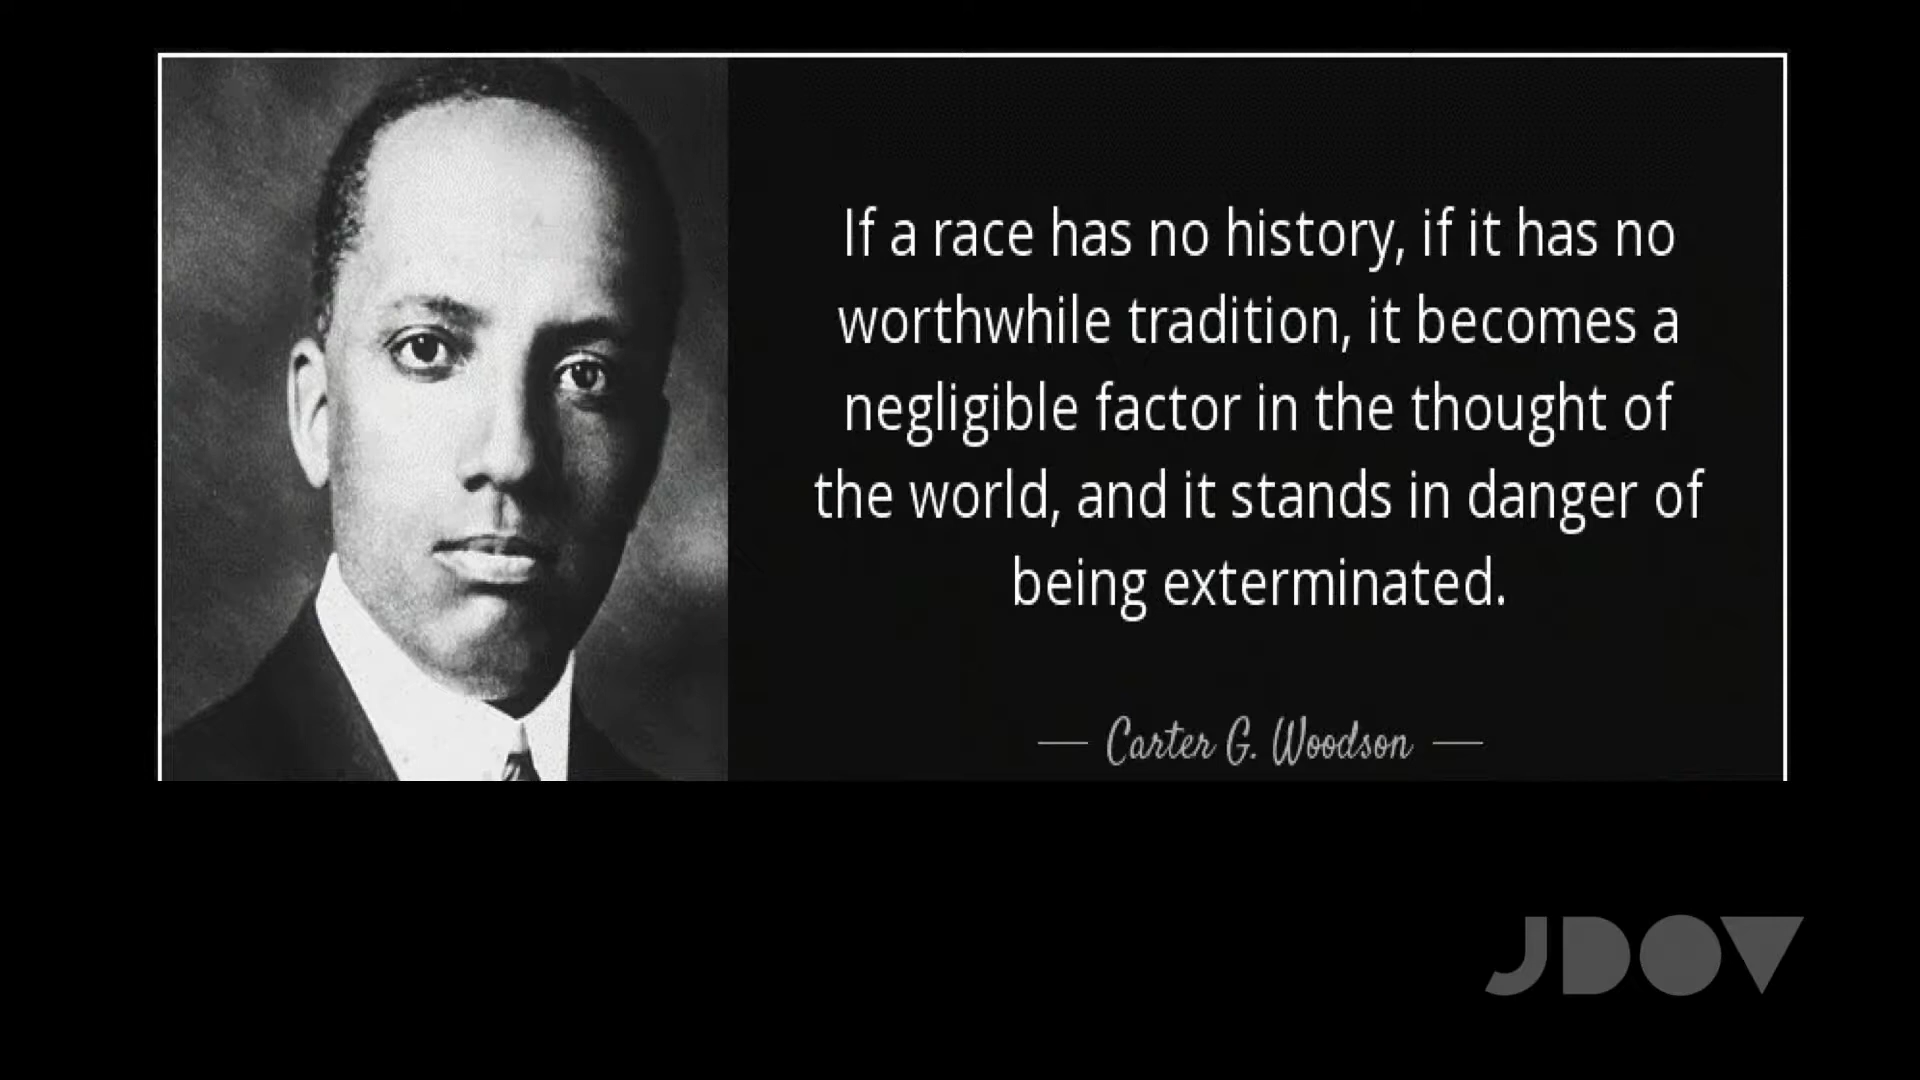 If a race has no history, if it has no
worthwhile tradition, it becomes a
negligible factor in the thought of
the world, and it stands in danger of
being exterminated.
— Carter G. Woodson —
JDOV